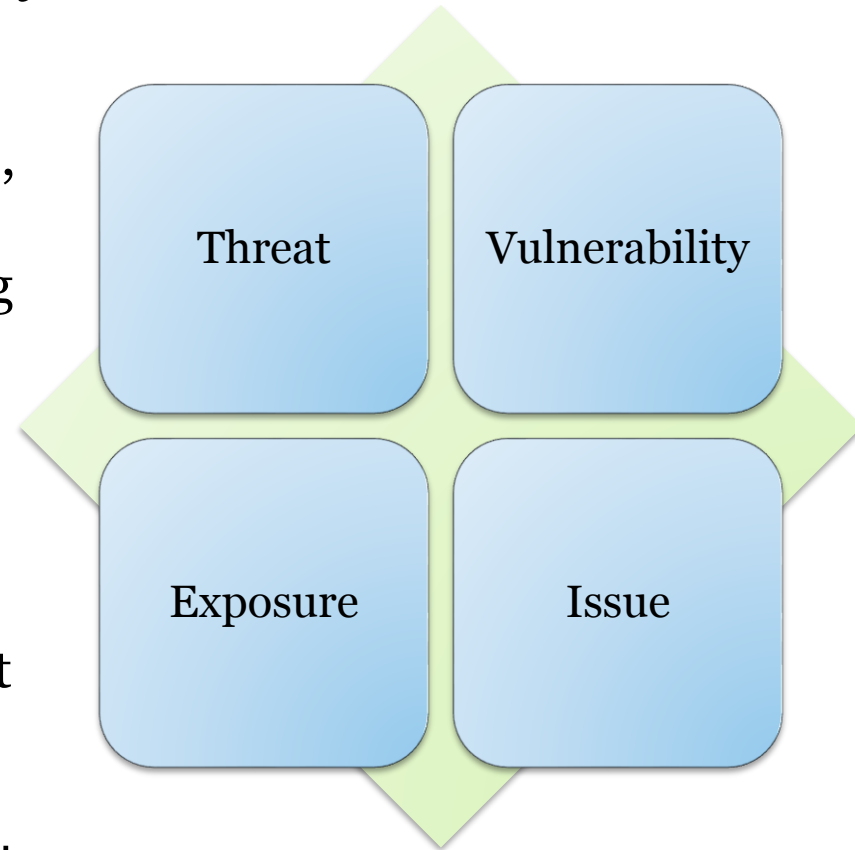 Threat
Vulnerability
,
g
Exposure
Issue
t